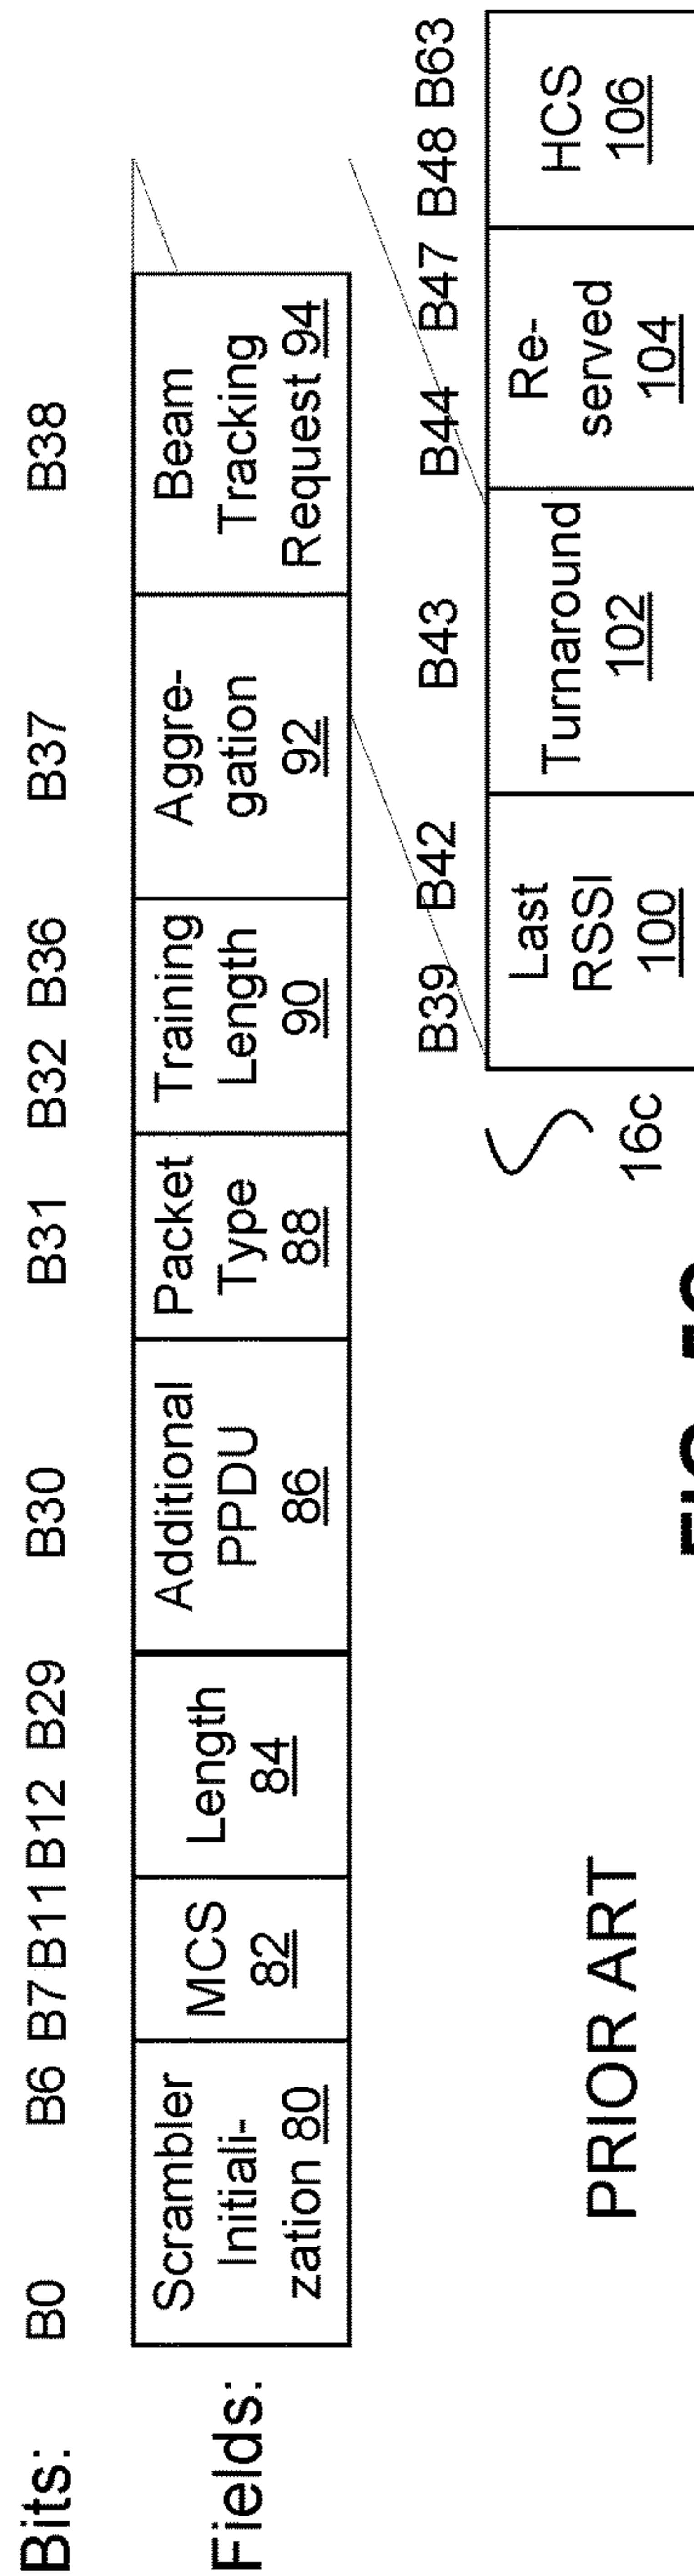 Bits: B0 B6 B7 B11 B12 B29 B30 B31 B32 B36 B37 B38
Fields:
Scrambler
Initiali-
zation 80
MCS
82
Length
84
Additional
PPDU
86
Packet
Type
88
Training
Length
90
Aggre-
gation
92
Beam
Tracking
Request 94
B39 B42 B43 B44 B47 B48 B63
Last
RSSI
100
Turnaround
102
Re-
served
104
HCS
106
16c
PRIOR ART
FIG.